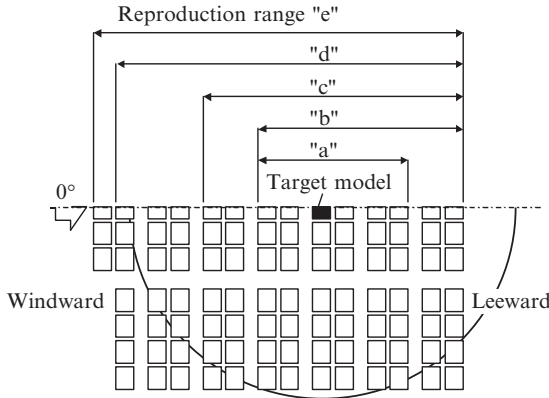 Reproduction range "e"
"d"
"c"
"b"
"a"
Target model
0°
Windward
Leeward